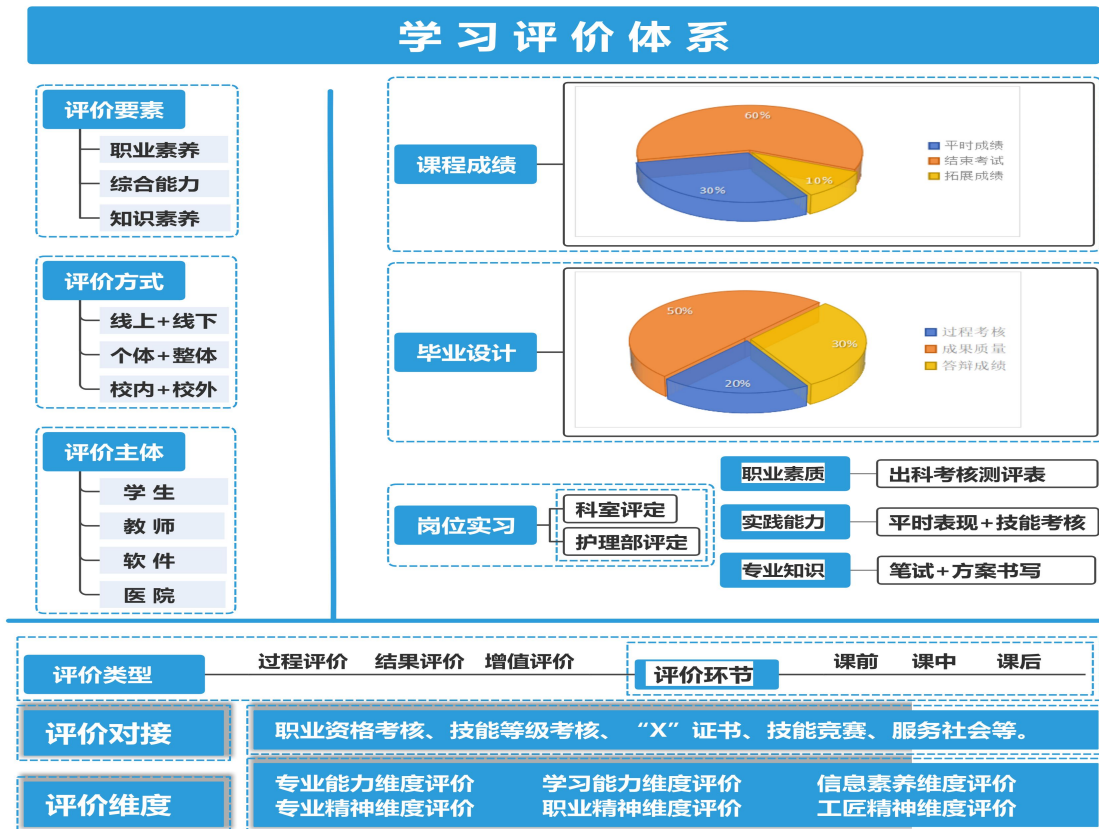 学习评价体系
评价要素
职业素养
综合能力
知识素养
评价方式
线上+线下
个体+整体
校内+校外
评价主体
学 生
教 师
软 件
医 院
课程成绩
60%
30%
10%
平时成绩
结束考试
拓展成绩
毕业设计
50%
30%
20%
过程考核
成果质量
答辩成绩
岗位实习
科室评定
护理部评定
职业素质
出科考核测评表
实践能力
平时表现+技能考核
专业知识
笔试+方案书写
评价类型
过程评价 结果评价 增值评价
评价环节
课前 课中 课后
评价对接
职业资格考核、技能等级考核、“X”证书、技能竞赛、服务社会等。
评价维度
专业能力维度评价 学习能力维度评价 信息素养维度评价
专业精神维度评价 职业精神维度评价 工匠精神维度评价